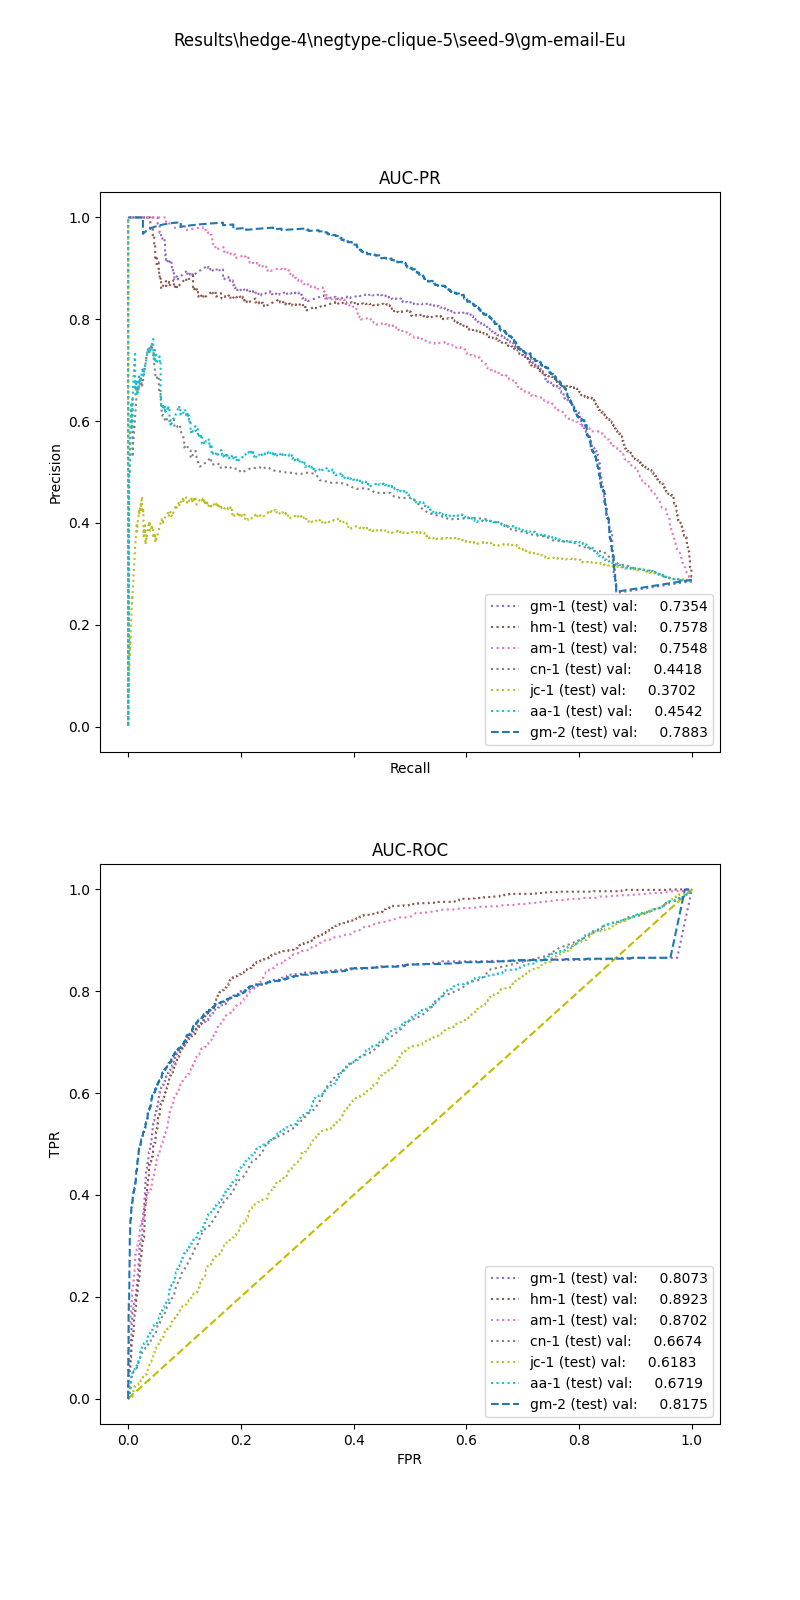 Results\hedge-4\negtype-clique-5\seed-9\gm-email-Eu
AUC-PR
1.0
0.8
0.6
0.4
0.2
0.0
Precision
Recall
gm-1 (test) val: 0.7354
hm-1 (test) val: 0.7578
am-1 (test) val: 0.7548
cn-1 (test) val: 0.4418
jc-1 (test) val: 0.3702
aa-1 (test) val: 0.4542
gm-2 (test) val: 0.7883
AUC-ROC
1.0
0.8
0.6
0.4
0.2
0.0
TPR
gm-1 (test) val: 0.8073
hm-1 (test) val: 0.8923
am-1 (test) val: 0.8702
cn-1 (test) val: 0.6674
jc-1 (test) val: 0.6183
aa-1 (test) val: 0.6719
gm-2 (test) val: 0.8175
0.0 0.2 0.4 0.6 0.8 1.0
FPR